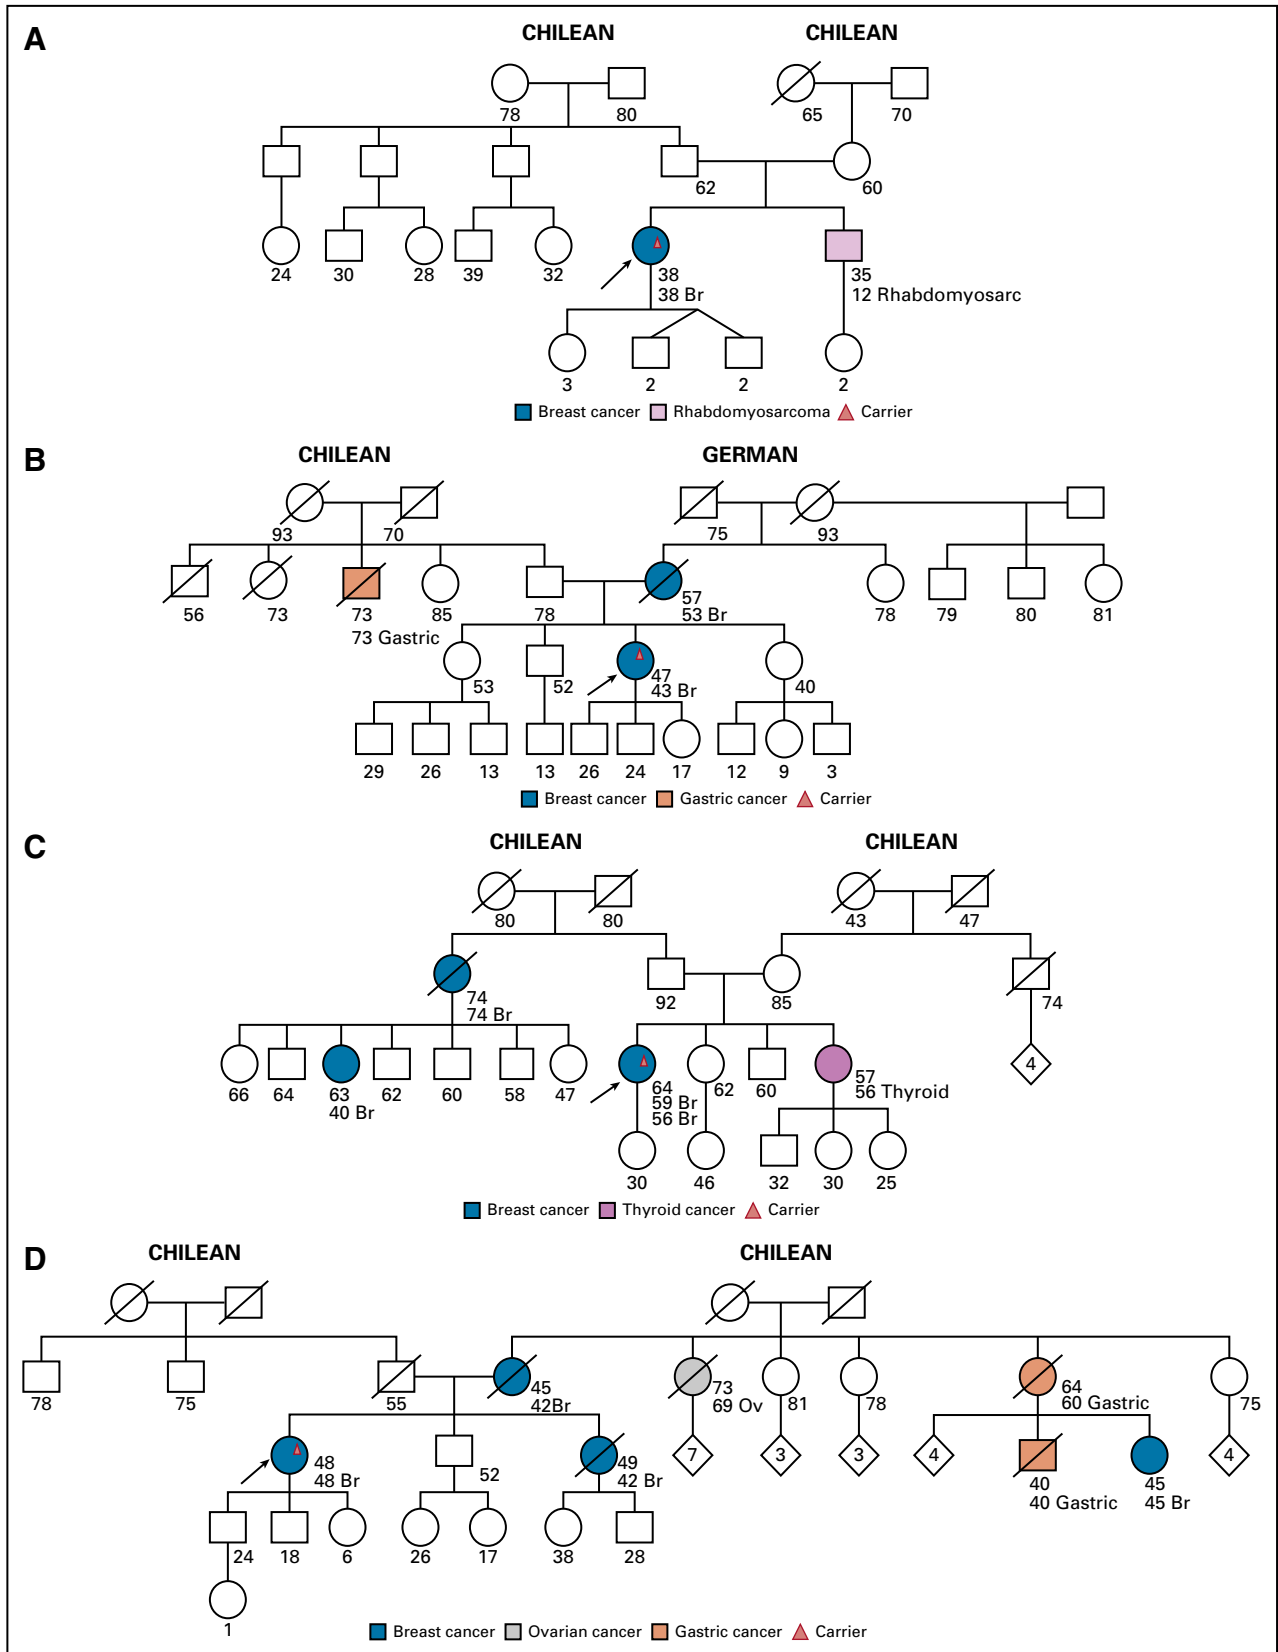 A
CHILEAN CHILEAN
78 80 65 70
62 60
24 30 28 39 32 38 35
38 Br 12 Rhabdomyosarc
3 2 2 2
Breast cancer Rhabdomyosarcoma Carrier
B
CHILEAN GERMAN
93 70 75 93
56 73 73 85 78 57 78 79 80 81
73 Gastric 53 Br
53 52 47 40
43 Br
29 26 13 13 26 24 17 12 9 3
Breast cancer Gastric cancer Carrier
C
CHILEAN CHILEAN
80 80 43 47
74 92 85 74
74 Br
66 64 63 62 60 58 47 64 62 60 57 4
40 Br 59 Br 56 Thyroid
56 Br
30 46 32 30 25
Breast cancer Thyroid cancer Carrier
D
CHILEAN CHILEAN
78 75 55 45 73 81 78 64 75
42Br 69 Ov 60 Gastric
48 52 49 7 3 3 4 40 45 4
48 Br 42 Br 40 Gastric 45 Br
24 18 6 26 17 38 28
1
Breast cancer Ovarian cancer Gastric cancer Carrier